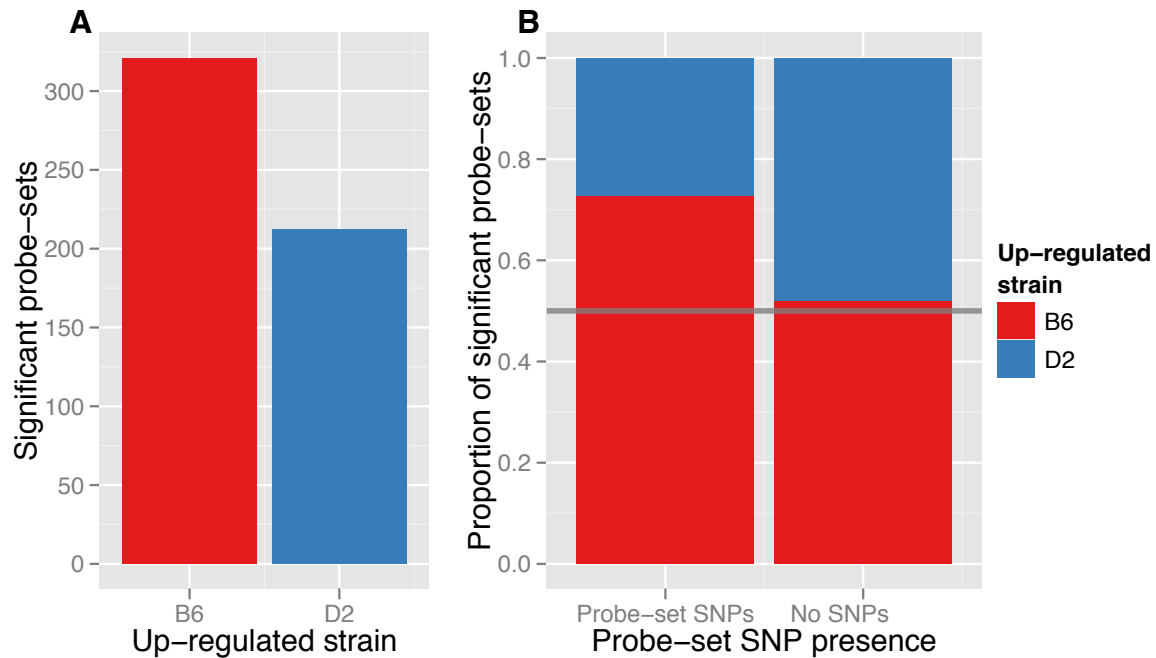 A
Significant probe−sets
300
250
200
150
100
50
0
B6
D2
Up−regulated strain
B
Proportion of significant probe−sets
1.0
0.8
0.6
0.4
0.2
0.0
Probe−set SNPs
No SNPs
Probe−set SNP presence
Up−regulated
strain
B6
D2